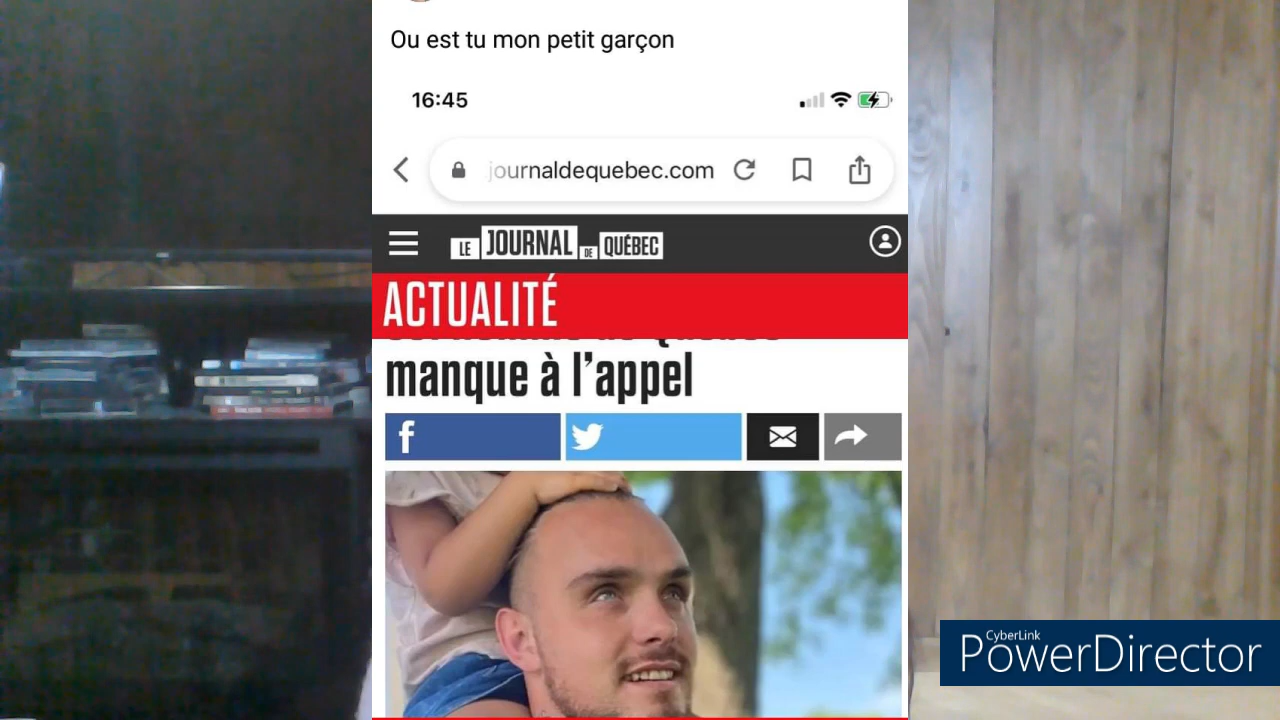 Ou est tu mon petit garçon
16:45
journaldequebec.com
LE JOURNAL DE QUÉBEC
ACTUALITÉ
manque à l'appel
CyberLink
PowerDirector